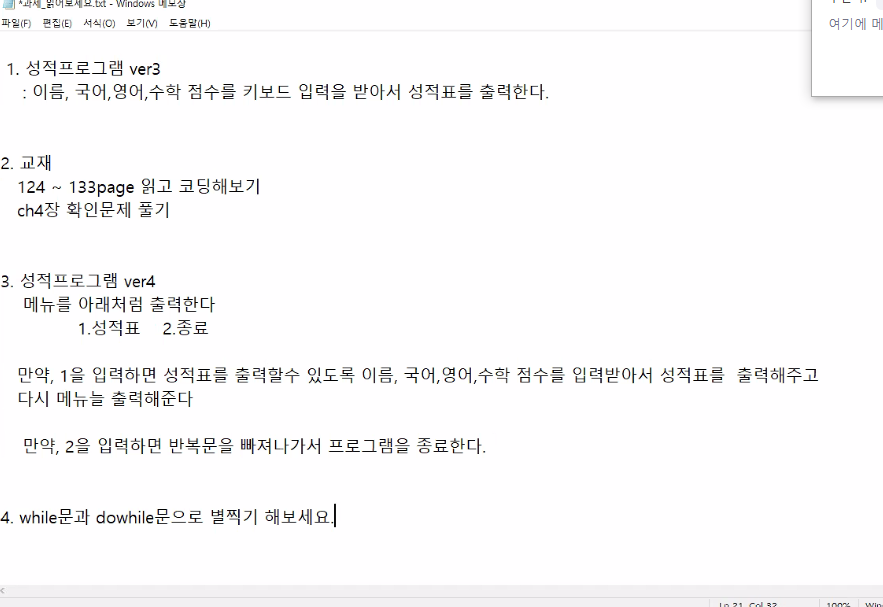 *과제_읽어보세요.txt - Windows 메모장
파일(F) 편집(E) 서식(O) 보기(V) 도움말(H)
여기에 메
1. 성적프로그램 ver3
: 이름, 국어,영어,수학 점수를 키보드 입력을 받아서 성적표를 출력한다.
2. 교재
124 ~ 133page 읽고 코딩해보기
ch4장 확인문제 풀기
3. 성적프로그램 ver4
메뉴를 아래처럼 출력한다
1.성적표 2.종료
만약, 1을 입력하면 성적표를 출력할수 있도록 이름, 국어,영어,수학 점수를 입력받아서 성적표를 출력해주고
다시 메뉴늘 출력해준다
만약, 2을 입력하면 반복문을 빠져나가서 프로그램을 종료한다.
4. while문과 dowhile문으로 별찍기 해보세요.
Ln 21, Col 32 100% Win